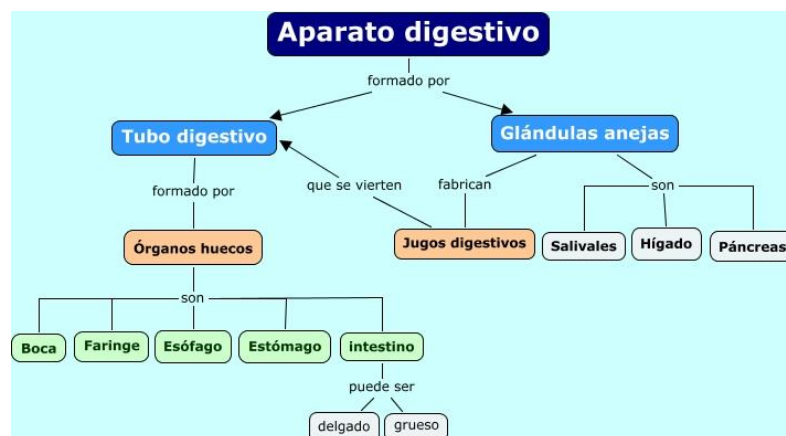 Aparato digestivo
formado por
Tubo digestivo
Glándulas anejas
formado por
que se vierten
fabrican
son
Órganos huecos
Jugos digestivos
Salivales
Hígado
Páncreas
son
Boca
Faringe
Esófago
Estómago
intestino
puede ser
delgado
grueso